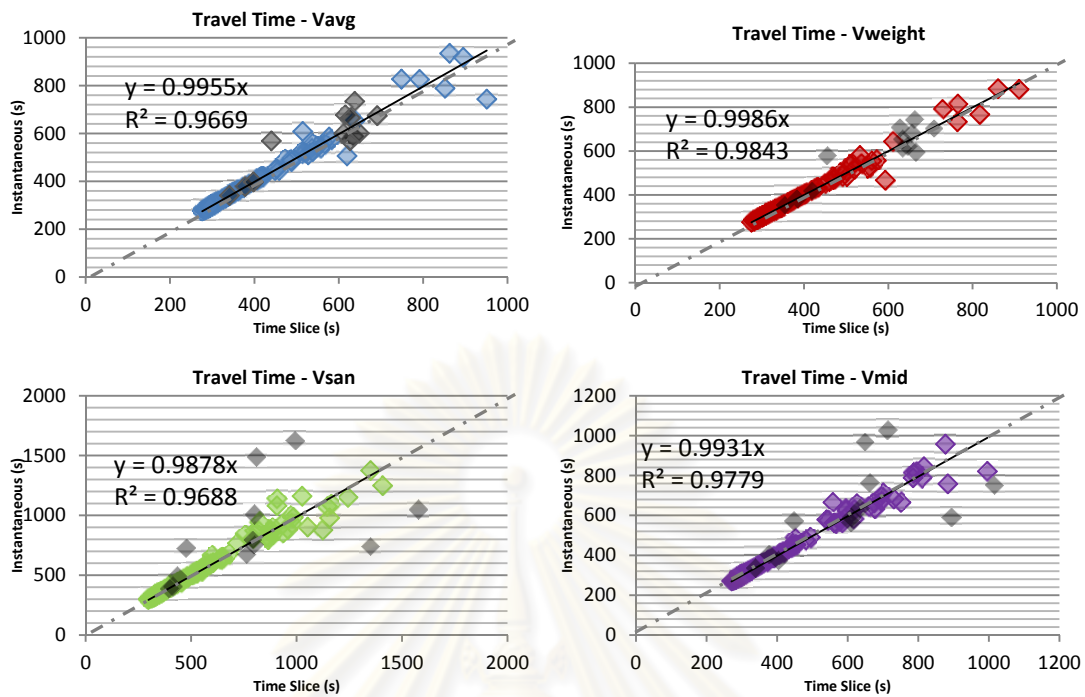 Travel Time - Vavg
1000
800
600
400
200
0
0 200 400 600 800 1000
Instantaneous (s)
Time Slice (s)
y = 0.9955x
R² = 0.9669
Travel Time - Vweight
1000
800
600
400
200
0
0 200 400 600 800 1000
Instantaneous (s)
Time Slice (s)
y = 0.9986x
R² = 0.9843
Travel Time - Vsan
2000
1500
1000
500
0
0 500 1000 1500 2000
Instantaneous (s)
Time Slice (s)
y = 0.9878x
R² = 0.9688
Travel Time - Vmid
1200
1000
800
600
400
200
0
0 200 400 600 800 1000 1200
Instantaneous (s)
Time Slice (s)
y = 0.9931x
R² = 0.9779